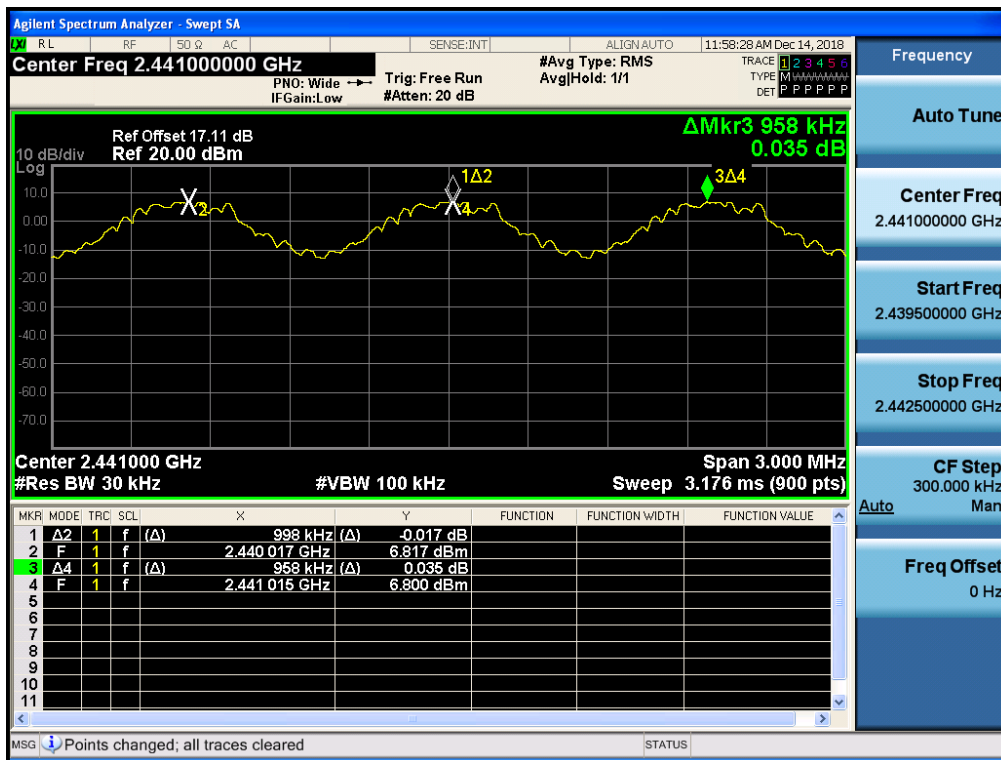 Agilent Spectrum Analyzer - Swept SA
LXI RL RF 50 Ω AC SENSE:INT ALIGN AUTO 11:58:28 AM Dec 14, 2018
Center Freq 2.441000000 GHz
PNO: Wide
IFGain:Low
Trig: Free Run
#Atten: 20 dB
#Avg Type: RMS
Avg|Hold: 1/1
TRACE 1 2 3 4 5 6
TYPE M
DET P P P P P P
Ref Offset 17.11 dB
Ref 20.00 dBm
10 dB/div
Log
ΔMkr3 958 kHz
0.035 dB
10.0
0.00
-10.0
-20.0
-30.0
-40.0
-50.0
-60.0
-70.0
2
1Δ2
4
3Δ4
Center 2.441000 GHz Span 3.000 MHz
#Res BW 30 kHz #VBW 100 kHz Sweep 3.176 ms (900 pts)
MKR MODE TRC SCL X Y FUNCTION FUNCTION WIDTH FUNCTION VALUE
1 Δ2 1 f (Δ) 998 kHz (Δ) -0.017 dB
2 F 1 f 2.440 017 GHz 6.817 dBm
3 Δ4 1 f (Δ) 958 kHz (Δ) 0.035 dB
4 F 1 f 2.441 015 GHz 6.800 dBm
5
6
7
8
9
10
11
MSG Points changed; all traces cleared STATUS
Frequency
Auto Tune
Center Freq
2.441000000 GHz
Start Freq
2.439500000 GHz
Stop Freq
2.442500000 GHz
CF Step
300.000 kHz
Auto Man
Freq Offset
0 Hz